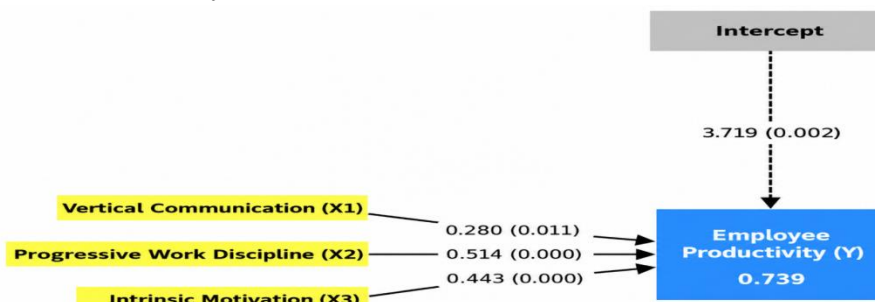 Intercept
3.719 (0.002)
Vertical Communication (X1)
0.280 (0.011)
Progressive Work Discipline (X2)
0.514 (0.000)
0.443 (0.000)
Intrinsic Motivation (X3)
Employee
Productivity (Y)
0.739